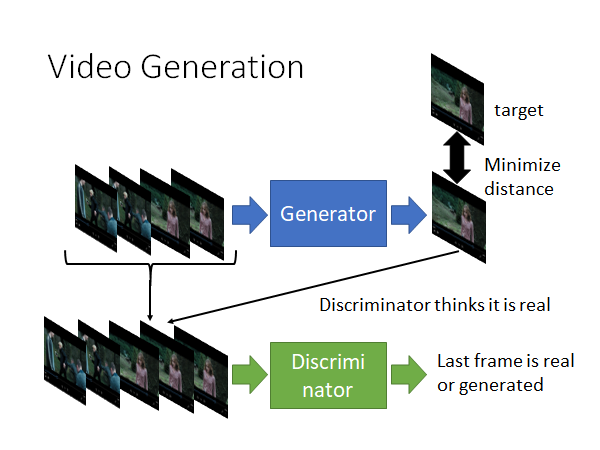 Video Generation
target
Minimize
distance
Generator
Discriminator thinks it is real
Discrimi
nator
Last frame is real
or generated